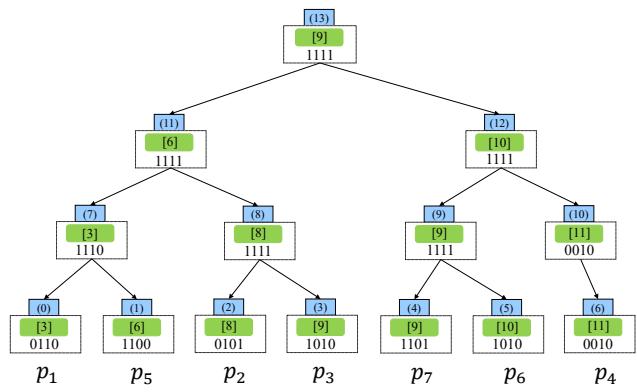 (13)
[9]
1111
(11) (12)
[6] [10]
1111 1111
(7) (8) (9) (10)
[3] [8] [9] [11]
1110 1111 1111 0010
(0) (1) (2) (3) (4) (5) (6)
[3] [6] [8] [9] [9] [10] [11]
0110 1100 0101 1010 1101 1010 0010
p₁ p₅ p₂ p₃ p₇ p₆ p₄